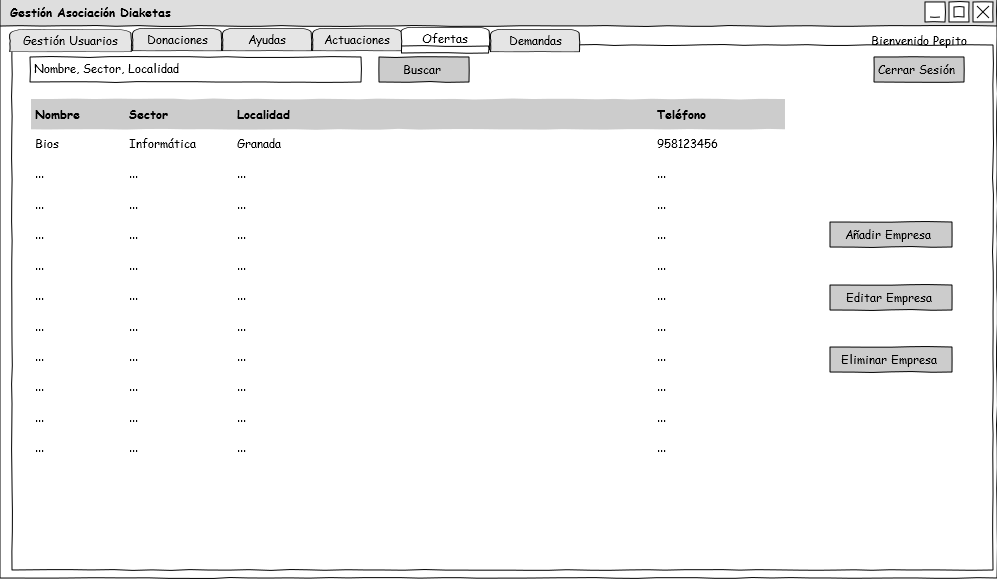 Gestión Asociación Diaketas
Gestión Usuarios Donaciones Ayudas Actuaciones Ofertas Demandas Bienvenido Pepito
Nombre, Sector, Localidad Buscar Cerrar Sesión
Nombre Sector Localidad Teléfono
Bios Informática Granada 958123456
... ... ... ...
... ... ... ...
... ... ... ... Añadir Empresa
... ... ... ...
... ... ... ... Editar Empresa
... ... ... ...
... ... ... ... Eliminar Empresa
... ... ... ...
... ... ... ...
... ... ... ...